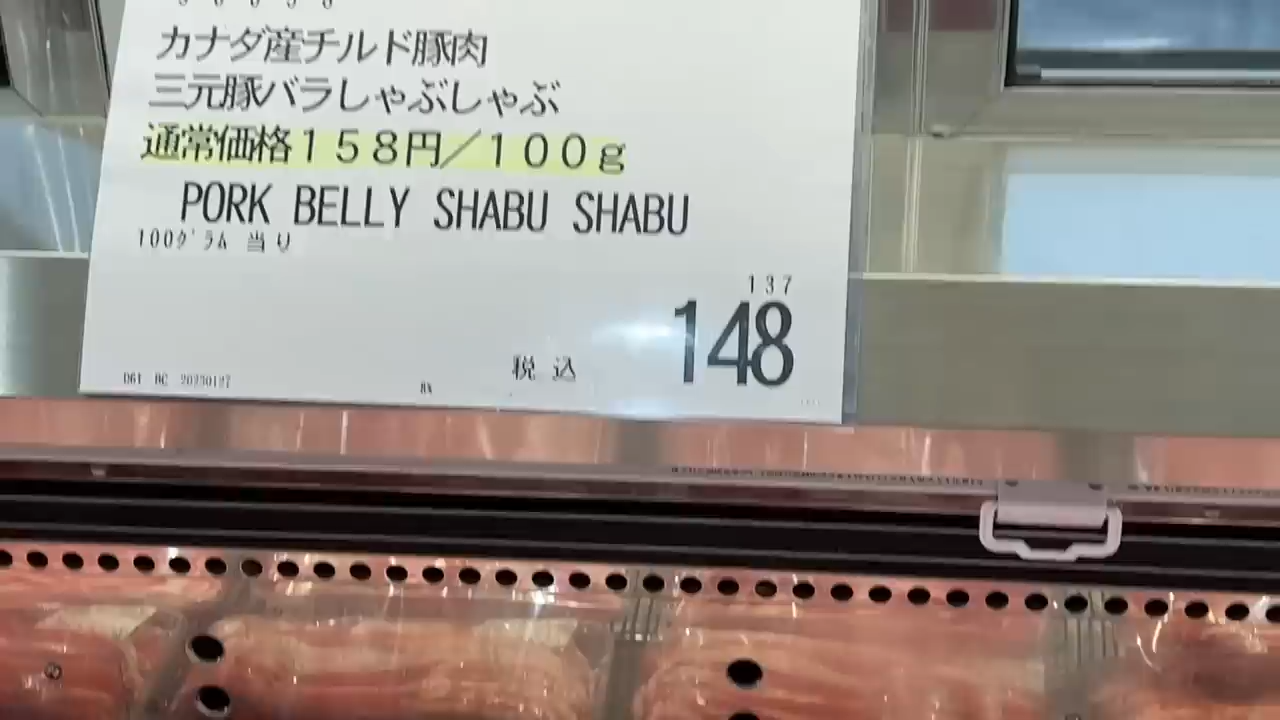 カナダ産チルド豚肉
三元豚バラしゃぶしゃぶ
通常価格１５８円／１００ｇ
PORK BELLY SHABU SHABU
100ｸﾞﾗﾑ 当り
137
税込 148